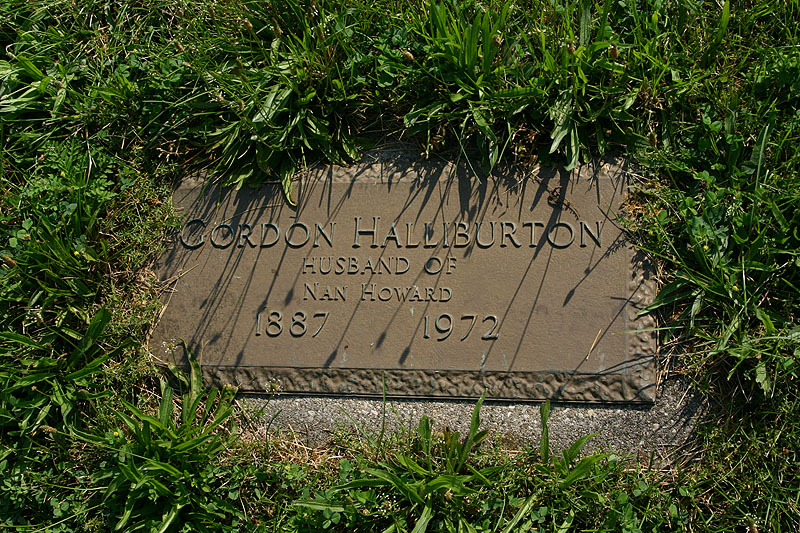 Gordon Halliburton
Husband of
Nan Howard
1887 1972